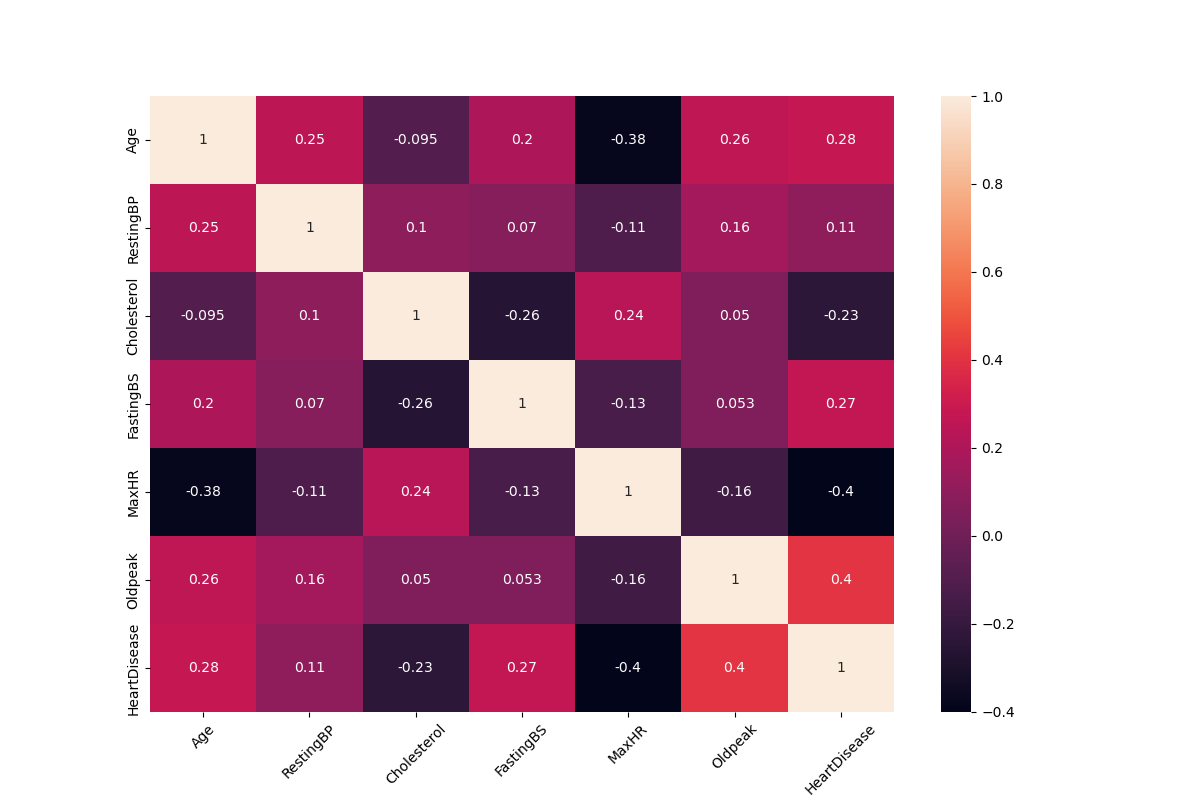 1.0
Age 1 0.25 -0.095 0.2 -0.38 0.26 0.28
0.8
RestingBP 0.25 1 0.1 0.07 -0.11 0.16 0.11
0.6
Cholesterol -0.095 0.1 1 -0.26 0.24 0.05 -0.23
0.4
FastingBS 0.2 0.07 -0.26 1 -0.13 0.053 0.27
0.2
MaxHR -0.38 -0.11 0.24 -0.13 1 -0.16 -0.4
0.0
Oldpeak 0.26 0.16 0.05 0.053 -0.16 1 0.4
−0.2
HeartDisease 0.28 0.11 -0.23 0.27 -0.4 0.4 1
−0.4
Age RestingBP Cholesterol FastingBS MaxHR Oldpeak HeartDisease